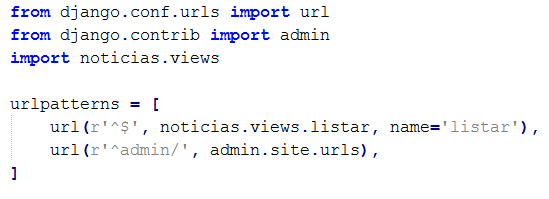 from django.conf.urls import url
from django.contrib import admin
import noticias.views
urlpatterns = [
    url(r'^$', noticias.views.listar, name='listar'),
    url(r'^admin/', admin.site.urls),
]